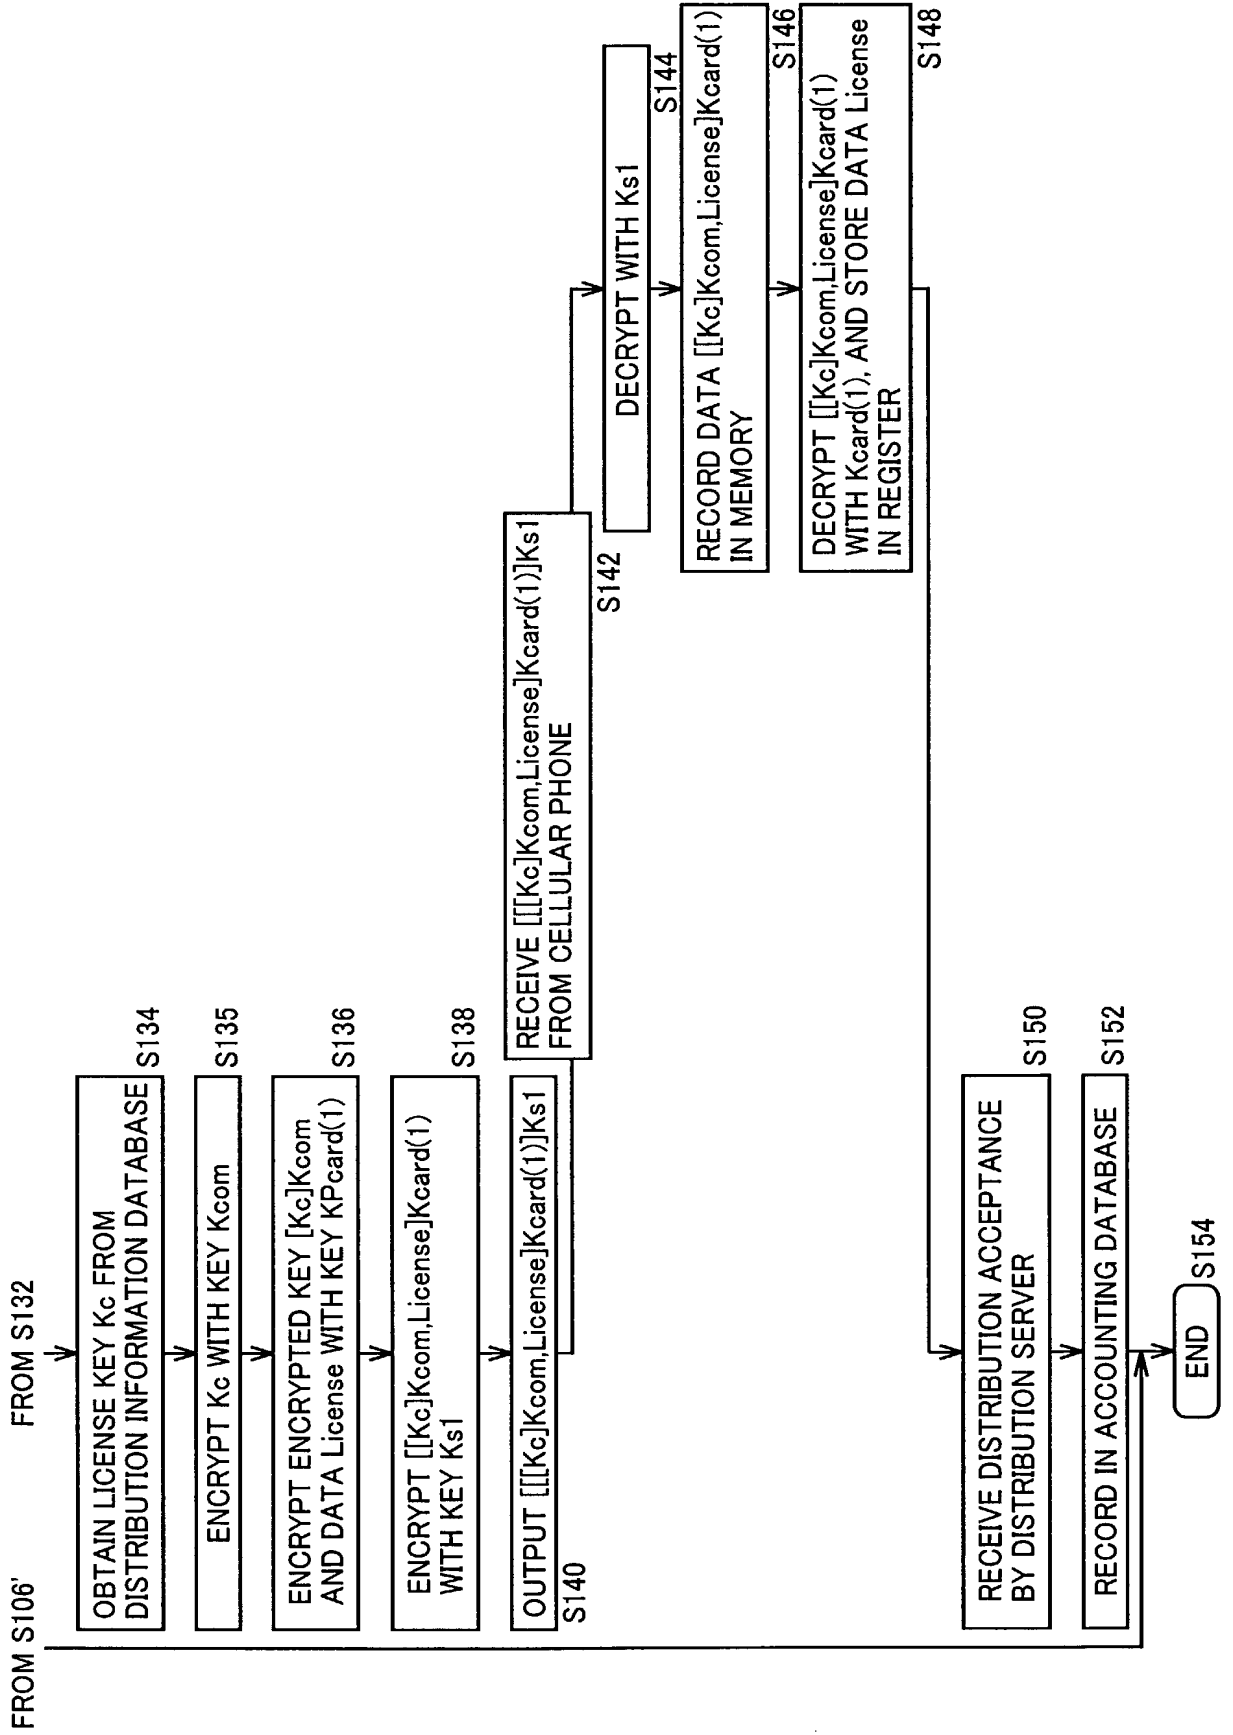 FROM S106'
FROM S132
OBTAIN LICENSE KEY Kc FROM
DISTRIBUTION INFORMATION DATABASE
S134
ENCRYPT Kc WITH KEY Kcom
S135
ENCRYPT ENCRYPTED KEY [Kc]Kcom
AND DATA License WITH KEY KPcard(1)
S136
ENCRYPT [[Kc]Kcom,License]Kcard(1)
WITH KEY Ks1
S138
OUTPUT [[[Kc]Kcom,License]Kcard(1)]Ks1
S140
RECEIVE [[[Kc]Kcom,License]Kcard(1)]Ks1
FROM CELLULAR PHONE
S142
DECRYPT WITH Ks1
S144
RECORD DATA [[Kc]Kcom,License]Kcard(1)
IN MEMORY
S146
DECRYPT [[Kc]Kcom,License]Kcard(1)
WITH Kcard(1), AND STORE DATA License
IN REGISTER
S148
RECEIVE DISTRIBUTION ACCEPTANCE
BY DISTRIBUTION SERVER
S150
RECORD IN ACCOUNTING DATABASE
S152
END
S154